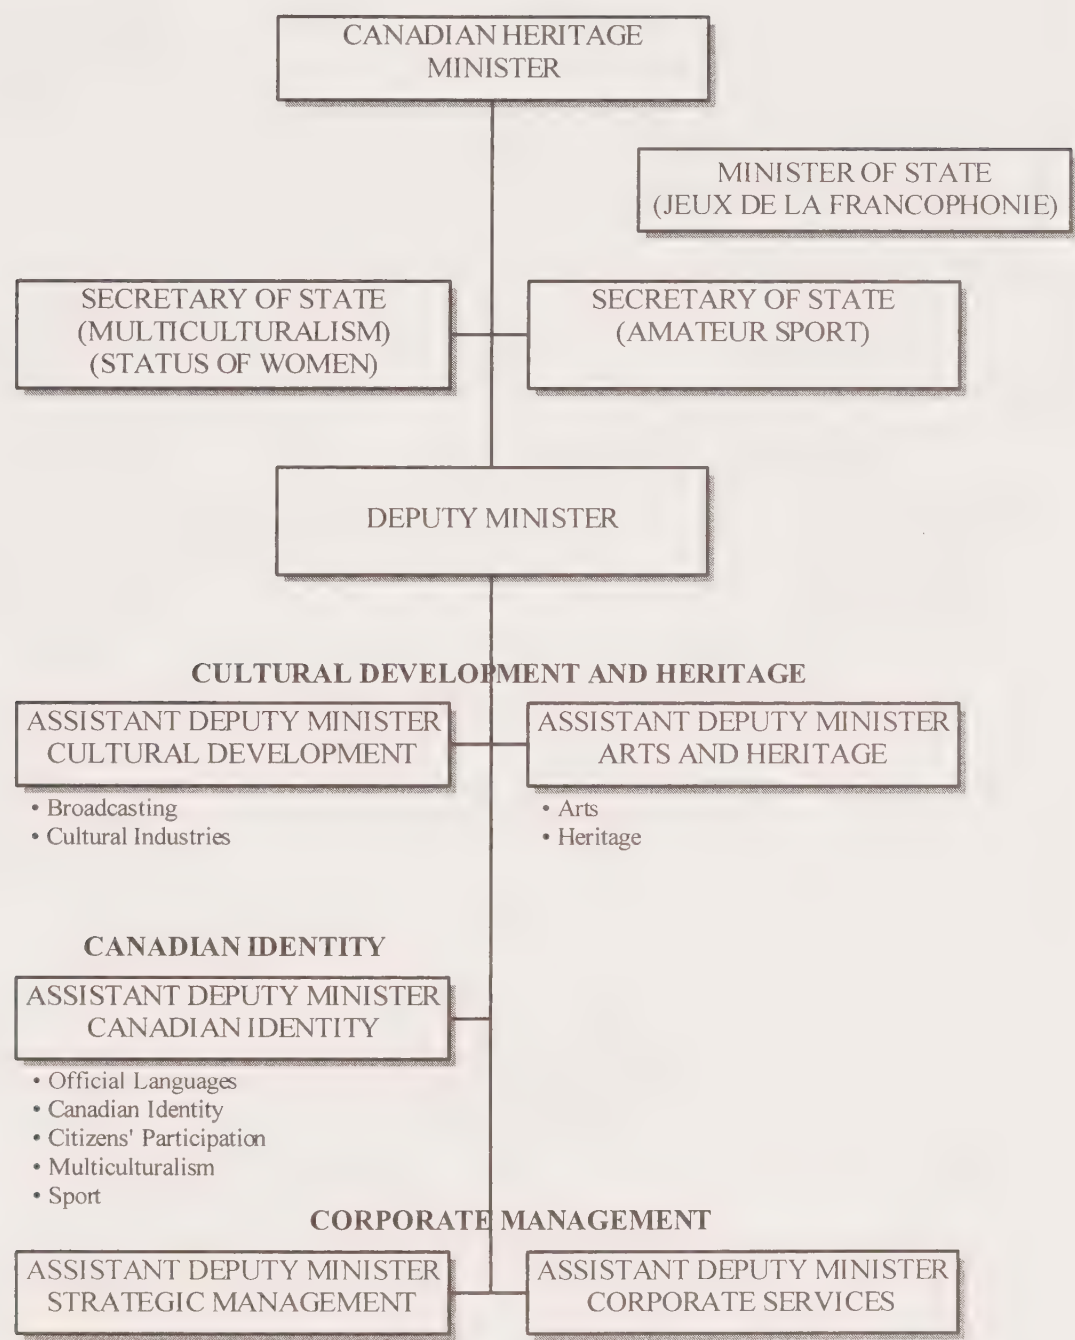 CANADIAN HERITAGE
MINISTER
MINISTER OF STATE
(JEUX DE LA FRANCOPHONIE)
SECRETARY OF STATE
(MULTICULTURALISM)
(STATUS OF WOMEN)
SECRETARY OF STATE
(AMATEUR SPORT)
DEPUTY MINISTER
CULTURAL DEVELOPMENT AND HERITAGE
ASSISTANT DEPUTY MINISTER
CULTURAL DEVELOPMENT
• Broadcasting
• Cultural Industries
ASSISTANT DEPUTY MINISTER
ARTS AND HERITAGE
• Arts
• Heritage
CANADIAN IDENTITY
ASSISTANT DEPUTY MINISTER
CANADIAN IDENTITY
• Official Languages
• Canadian Identity
• Citizens' Participation
• Multiculturalism
• Sport
CORPORATE MANAGEMENT
ASSISTANT DEPUTY MINISTER
STRATEGIC MANAGEMENT
ASSISTANT DEPUTY MINISTER
CORPORATE SERVICES